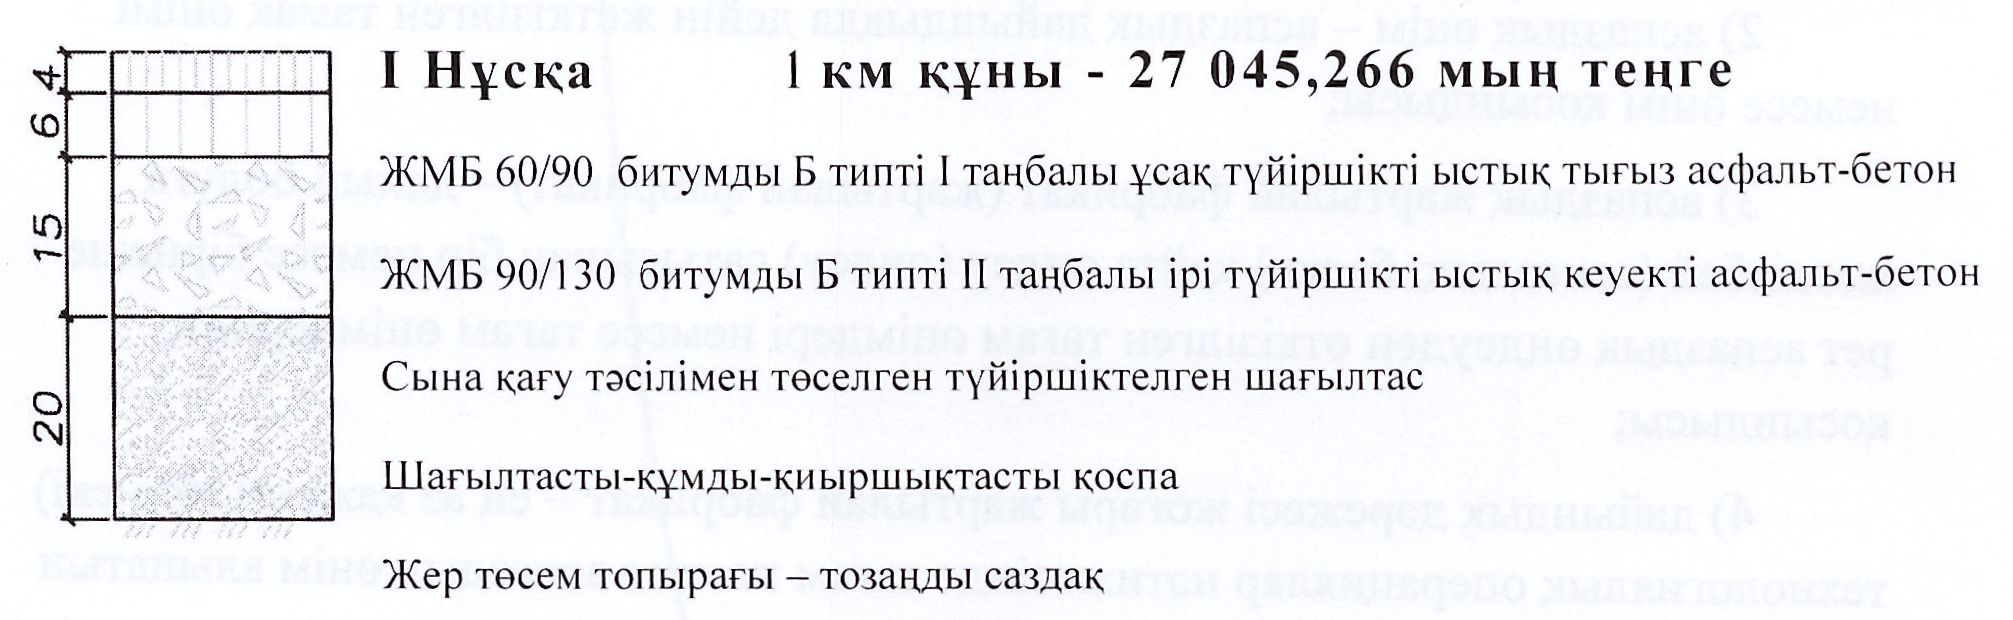 I Нұсқа 1 км құны - 27 045,266 мың теңге
4
6
15
20
ЖМБ 60/90 битумды Б типті I таңбалы ұсақ түйіршікті ыстық тығыз асфальт-бетон
ЖМБ 90/130 битумды Б типті II таңбалы ірі түйіршікті ыстық кеуекті асфальт-бетон
Сына қағу тәсілімен төселген түйіршіктелген шағылтас
Шағылтасты-құмды-қиыршықтасты қоспа
Жер төсем топырағы – тозаңды саздақ